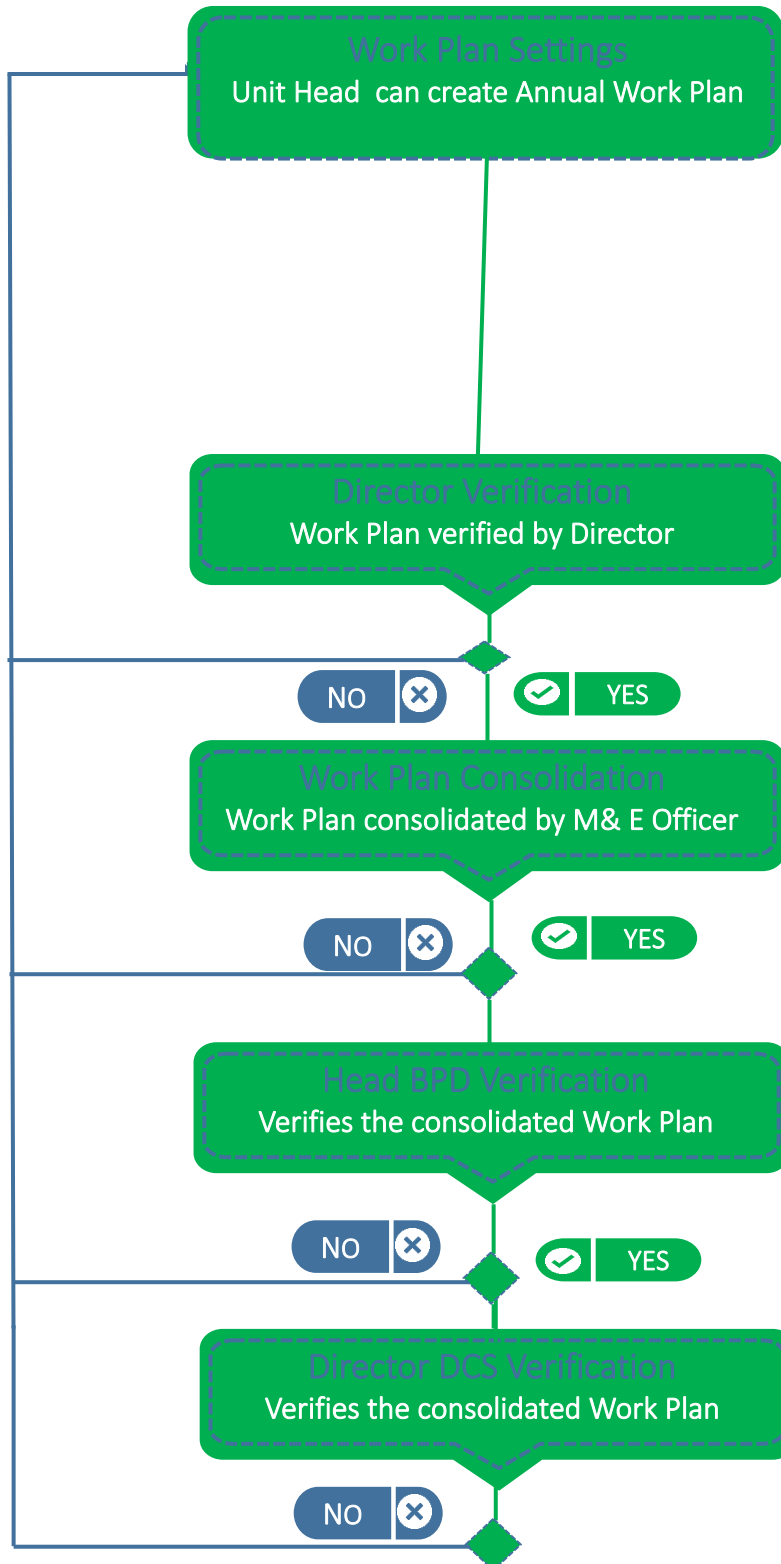 Work Plan Settings
Unit Head can create Annual Work Plan
Director Verification
Work Plan verified by Director
NO
YES
Work Plan Consolidation
Work Plan consolidated by M& E Officer
NO
YES
Head BPD Verification
Verifies the consolidated Work Plan
NO
YES
Director DCS Verification
Verifies the consolidated Work Plan
NO